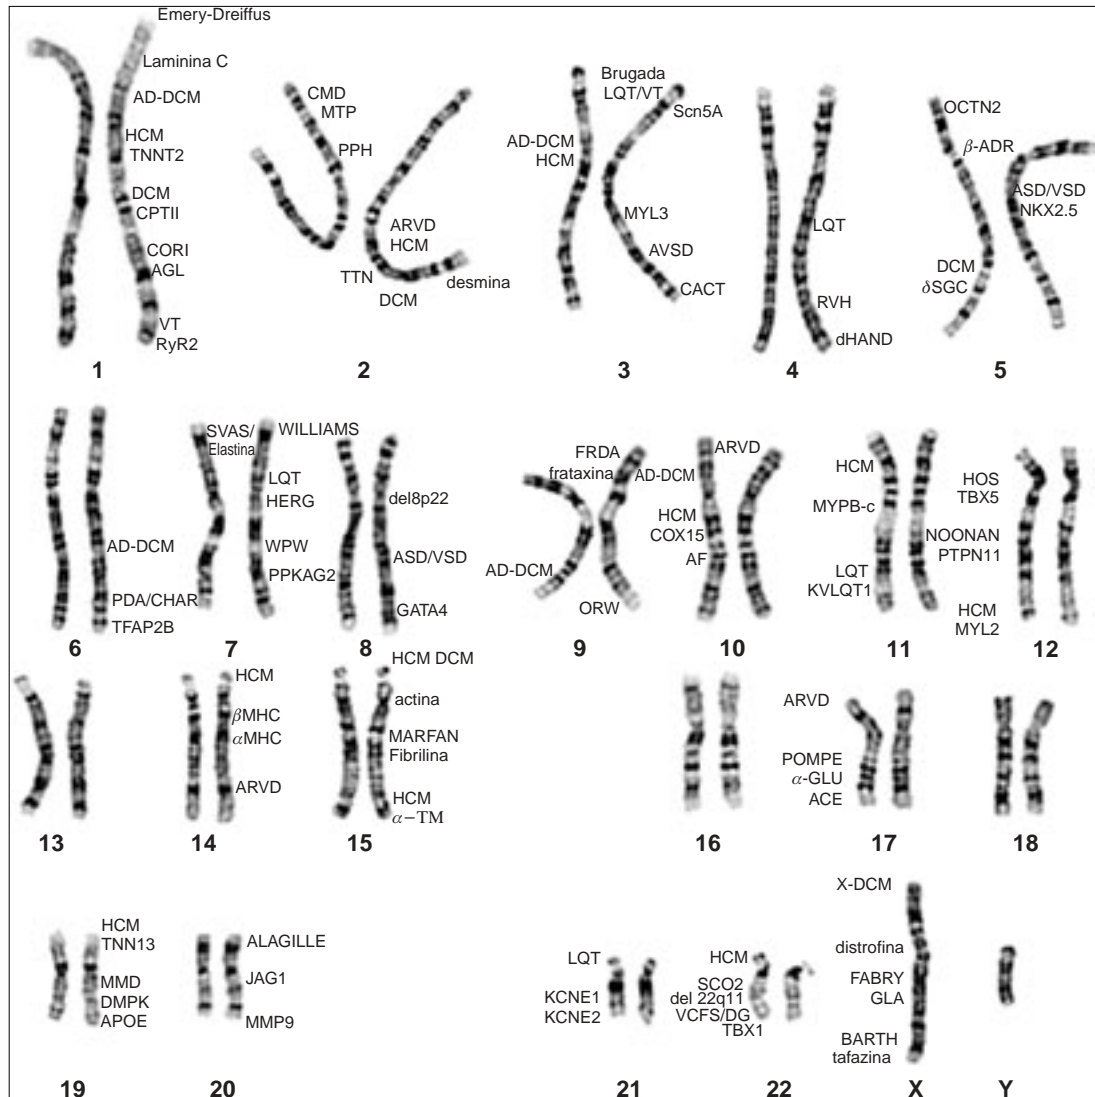 Emery-Dreiffus
Laminina C
AD-DCM
HCM
TNNT2
DCM
CPTII
CORI
AGL
VT
RyR2
1
CMD
MTP
PPH
ARVD
HCM
TTN
DCM
desmina
2
Brugada
LQT/VT
Scn5A
AD-DCM
HCM
MYL3
AVSD
CACT
3
LQT
RVH
dHAND
4
OCTN2
β-ADR
ASD/VSD
NKX2.5
DCM
δSGC
5
AD-DCM
PDA/CHAR
TFAP2B
6
SVAS/
Elastina
WILLIAMS
LQT
HERG
WPW
PPKAG2
7
del8p22
ASD/VSD
GATA4
8
FRDA
frataxina
AD-DCM
ORW
9
ARVD
AD-DCM
HCM
COX15
AF
10
HCM
MYPB-c
LQT
KVLQT1
11
HOS
TBX5
NOONAN
PTPN11
HCM
MYL2
12
13
HCM
βMHC
αMHC
ARVD
14
HCM DCM
actina
MARFAN
Fibrilina
HCM
α−TM
15
16
ARVD
POMPE
α-GLU
ACE
17
18
HCM
TNN13
MMD
DMPK
APOE
19
ALAGILLE
JAG1
MMP9
20
LQT
KCNE1
KCNE2
21
HCM
SCO2
del 22q11
VCFS/DG
TBX1
22
X-DCM
distrofina
FABRY
GLA
BARTH
tafazina
X
Y